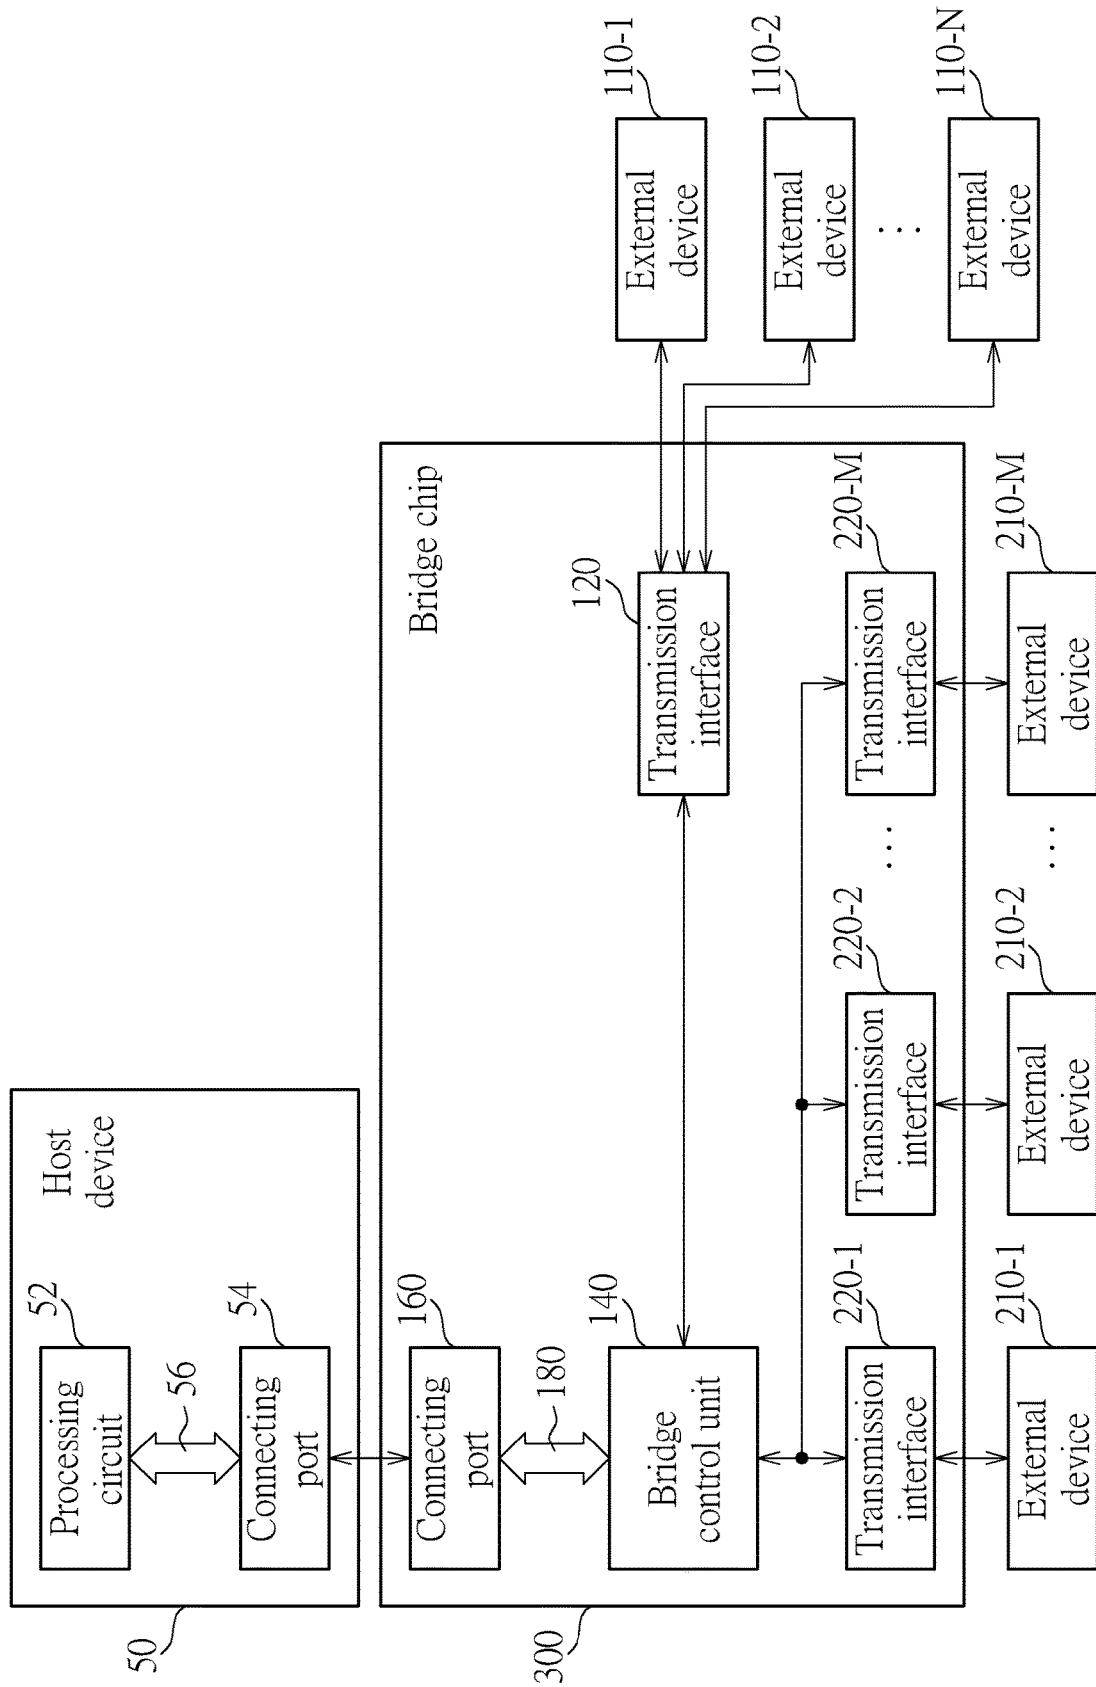 50
Host
device
52
Processing
circuit
56
54
Connecting
port
300
Bridge chip
160
Connecting
port
180
140
Bridge
control unit
120
Transmission
interface
220-1
Transmission
interface
220-2
Transmission
interface
...
220-M
Transmission
interface
210-1
External
device
210-2
External
device
...
210-M
External
device
110-1
External
device
110-2
External
device
...
110-N
External
device